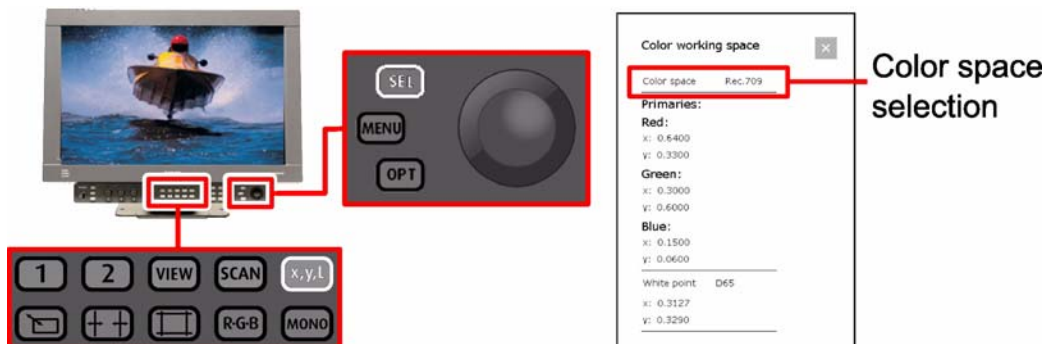 SEL
MENU
OPT
1 2 VIEW SCAN x,y,L
R·G·B MONO
Color working space
Color space Rec.709
Primaries:
Red:
x: 0.6400
y: 0.3300
Green:
x: 0.3000
y: 0.6000
Blue:
x: 0.1500
y: 0.0600
White point D65
x: 0.3127
y: 0.3290
Color space
selection